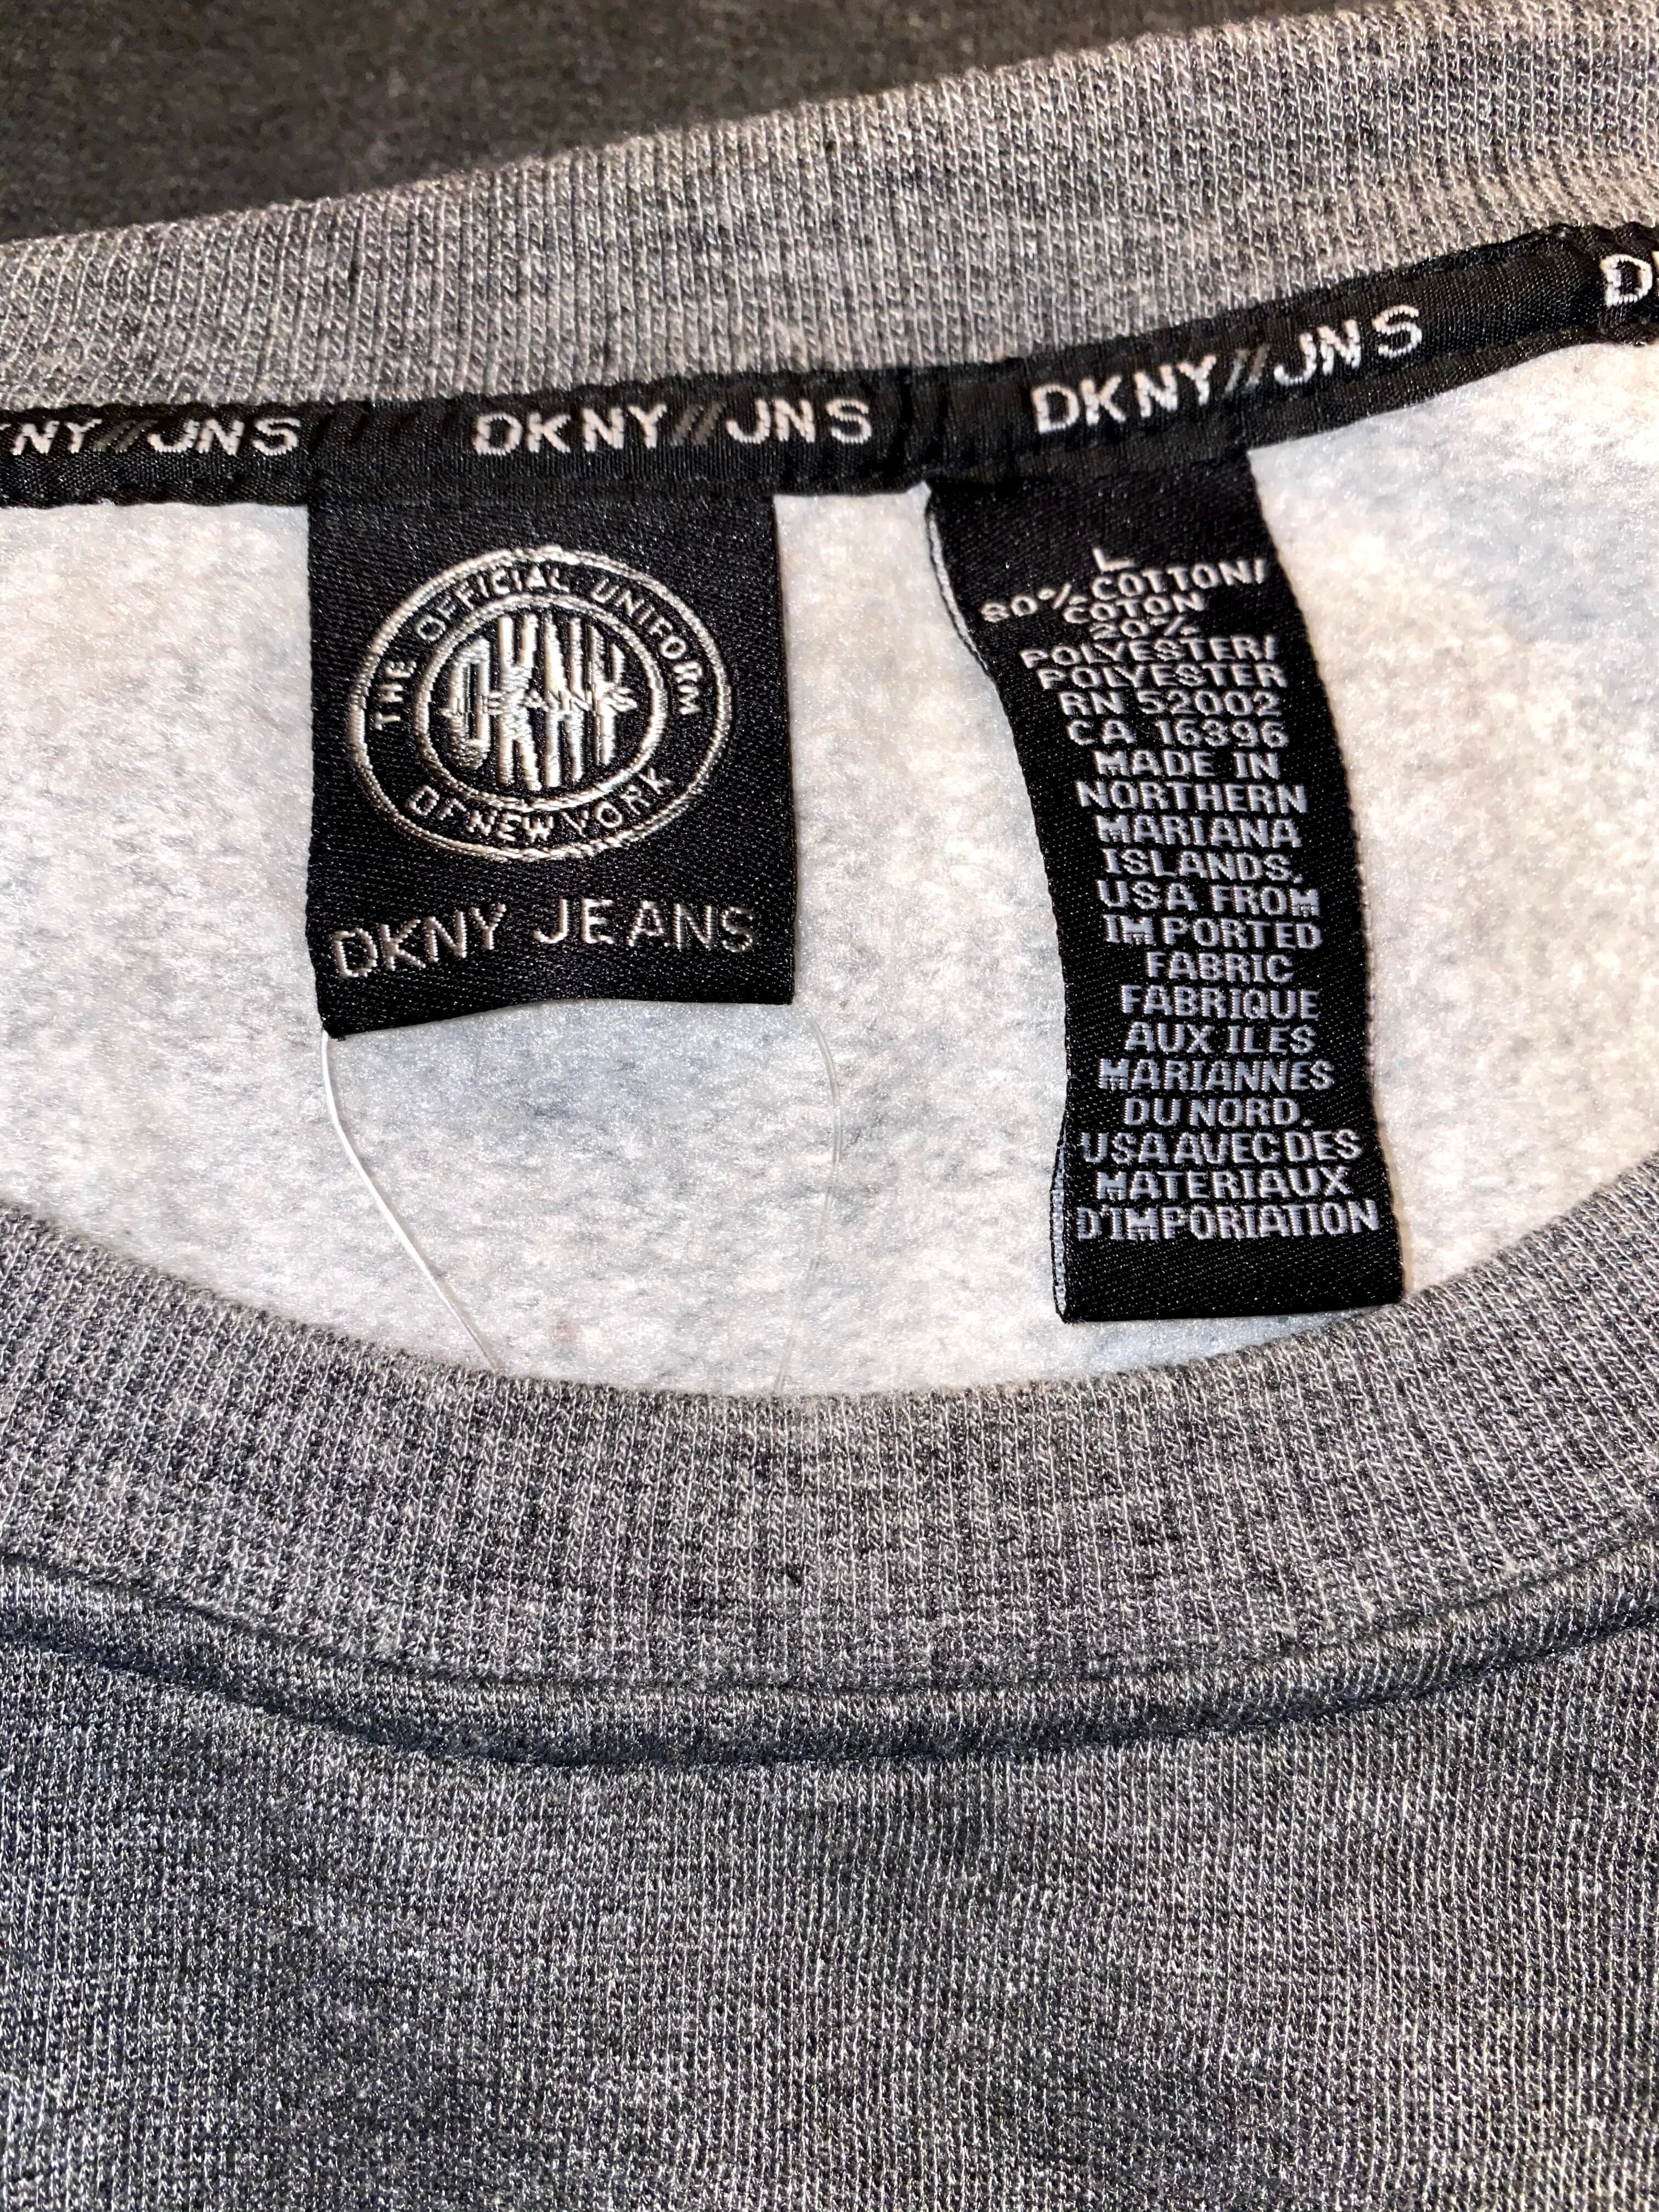 NY//JNS
DKNY//JNS
DKNY//JNS
THE OFFICIAL UNIFORM
DKNY
JEANS
OF NEW YORK
DKNY JEANS
L
80% COTTON/
COTON
20%
POLYESTER/
POLYESTER
RN 52002
CA 16396
MADE IN
NORTHERN
MARIANA
ISLANDS,
USA FROM
IMPORTED
FABRIC
FABRIQUE
AUX ILES
MARIANNES
DU NORD,
USA AVEC DES
MATERIAUX
D'IMPORTATION